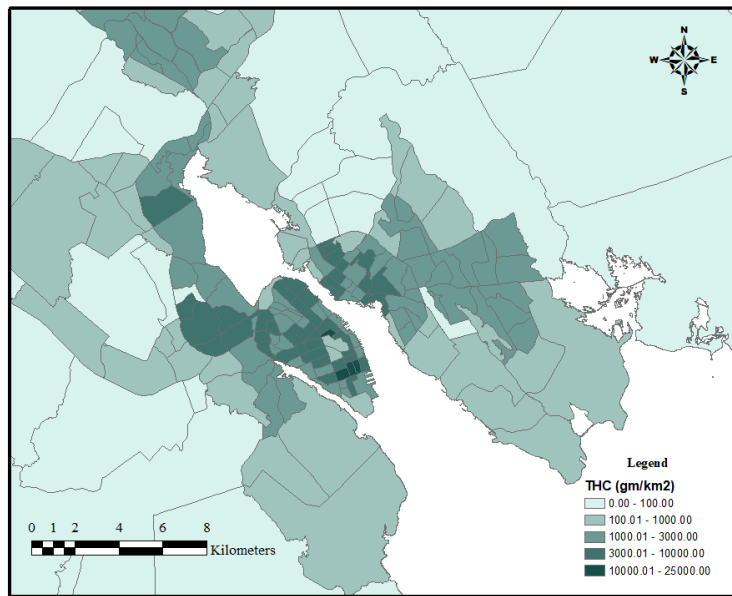 N
W E
S
Legend
THC (gm/km2)
0.00 - 100.00
100.01 - 1000.00
1000.01 - 3000.00
3000.01 - 10000.00
10000.01 - 25000.00
0 1 2 4 6 8
Kilometers